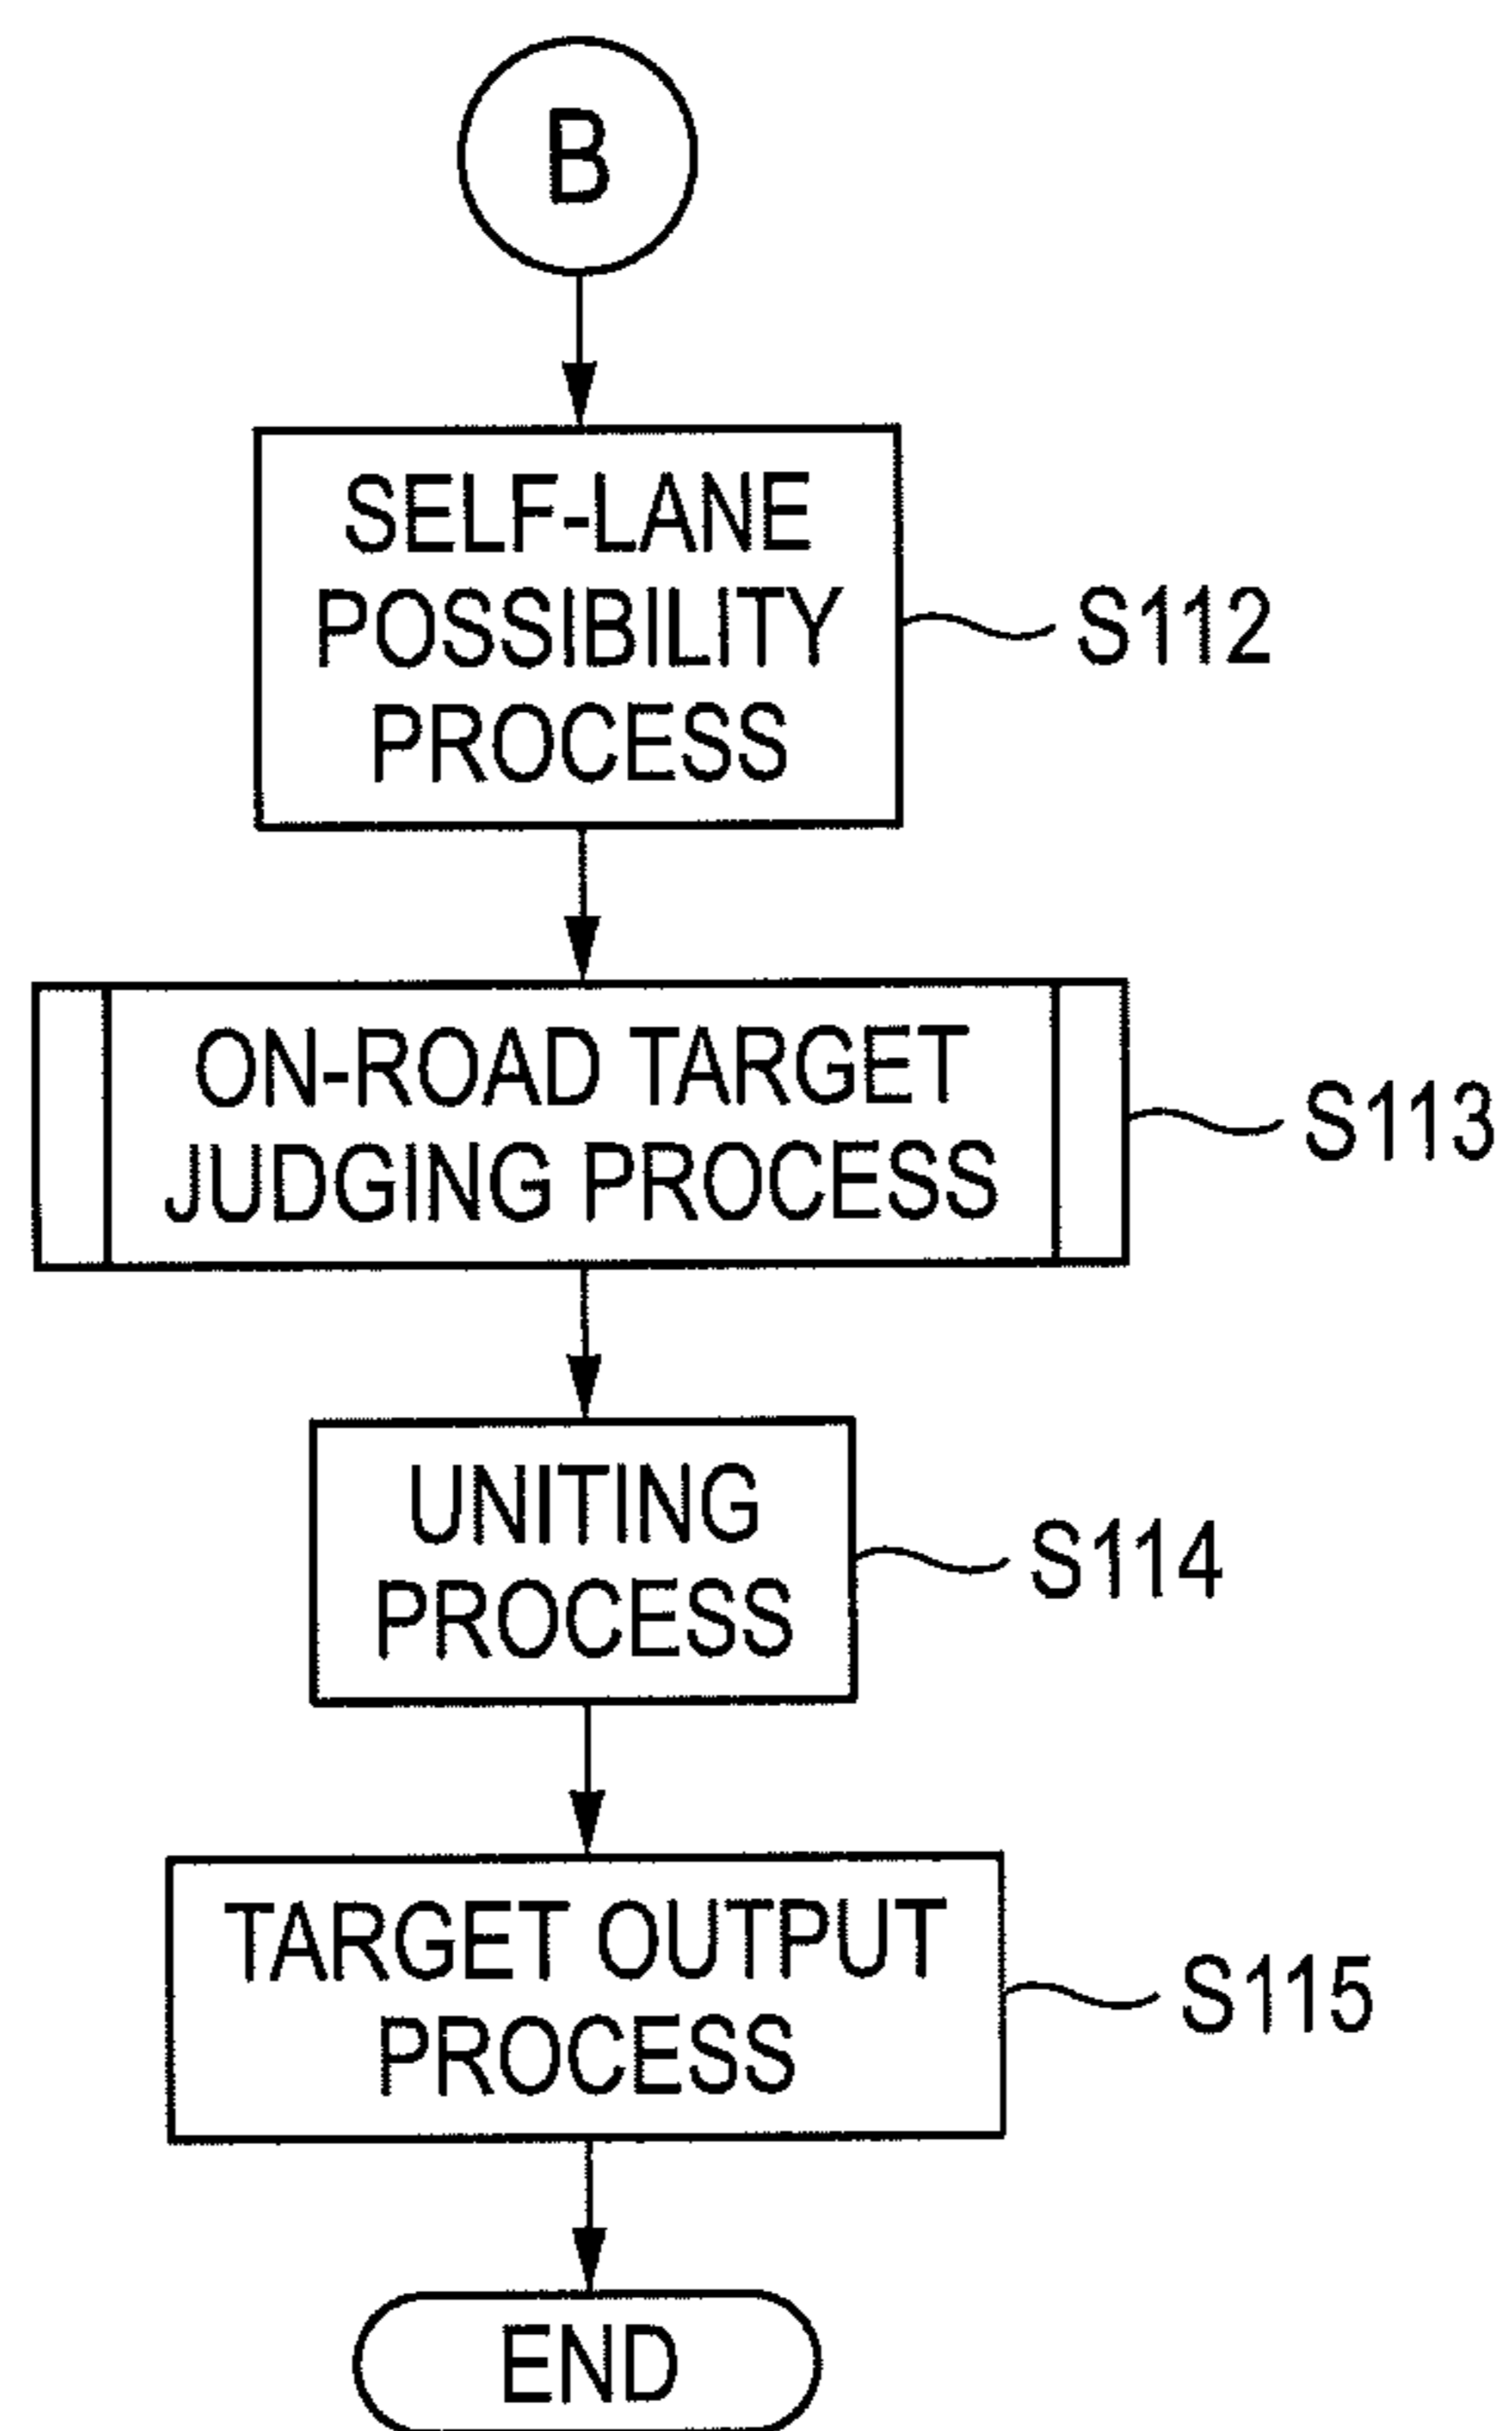 B
SELF-LANE
POSSIBILITY
PROCESS
S112
ON-ROAD TARGET
JUDGING PROCESS
S113
UNITING
PROCESS
S114
TARGET OUTPUT
PROCESS
S115
END